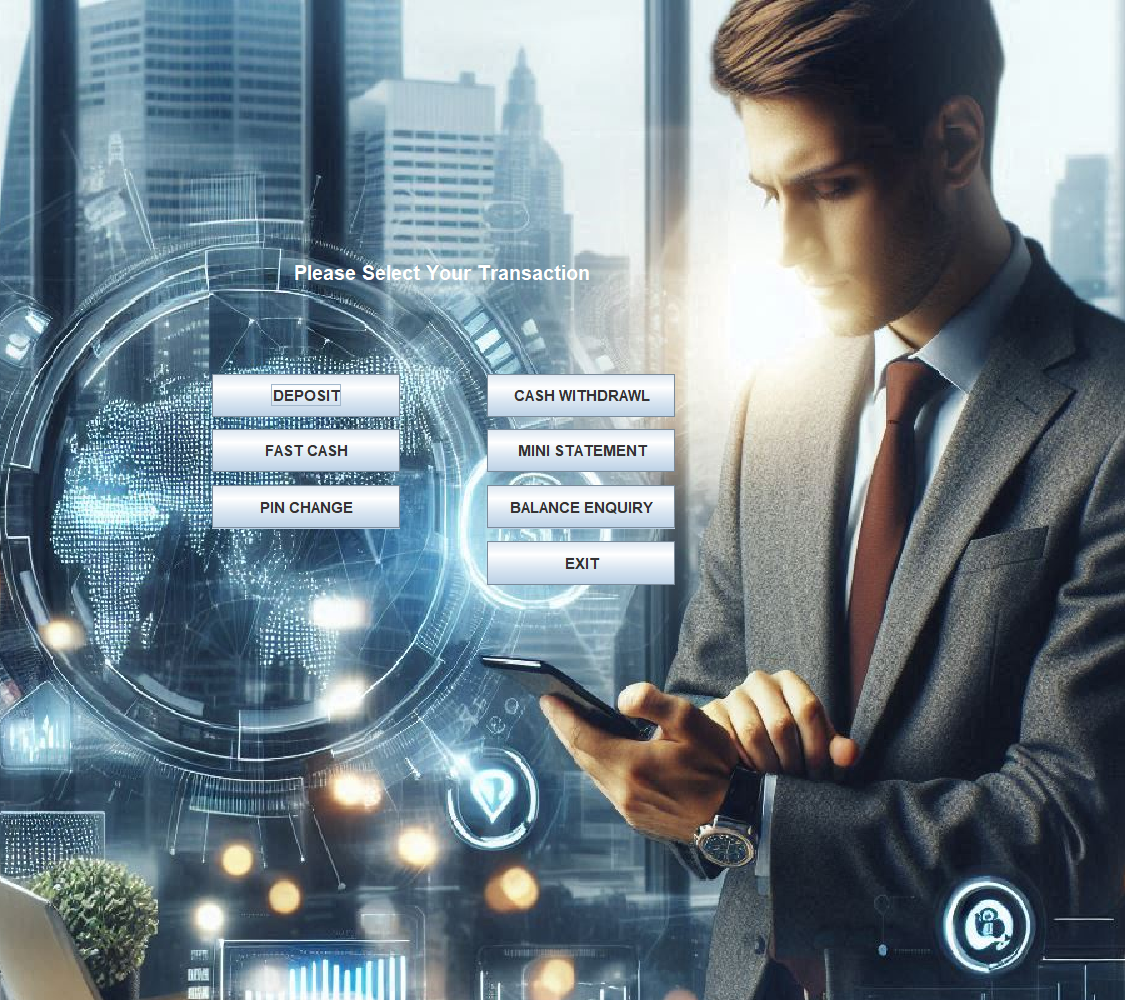 Please Select Your Transaction
DEPOSIT
CASH WITHDRAWL
FAST CASH
MINI STATEMENT
PIN CHANGE
BALANCE ENQUIRY
EXIT